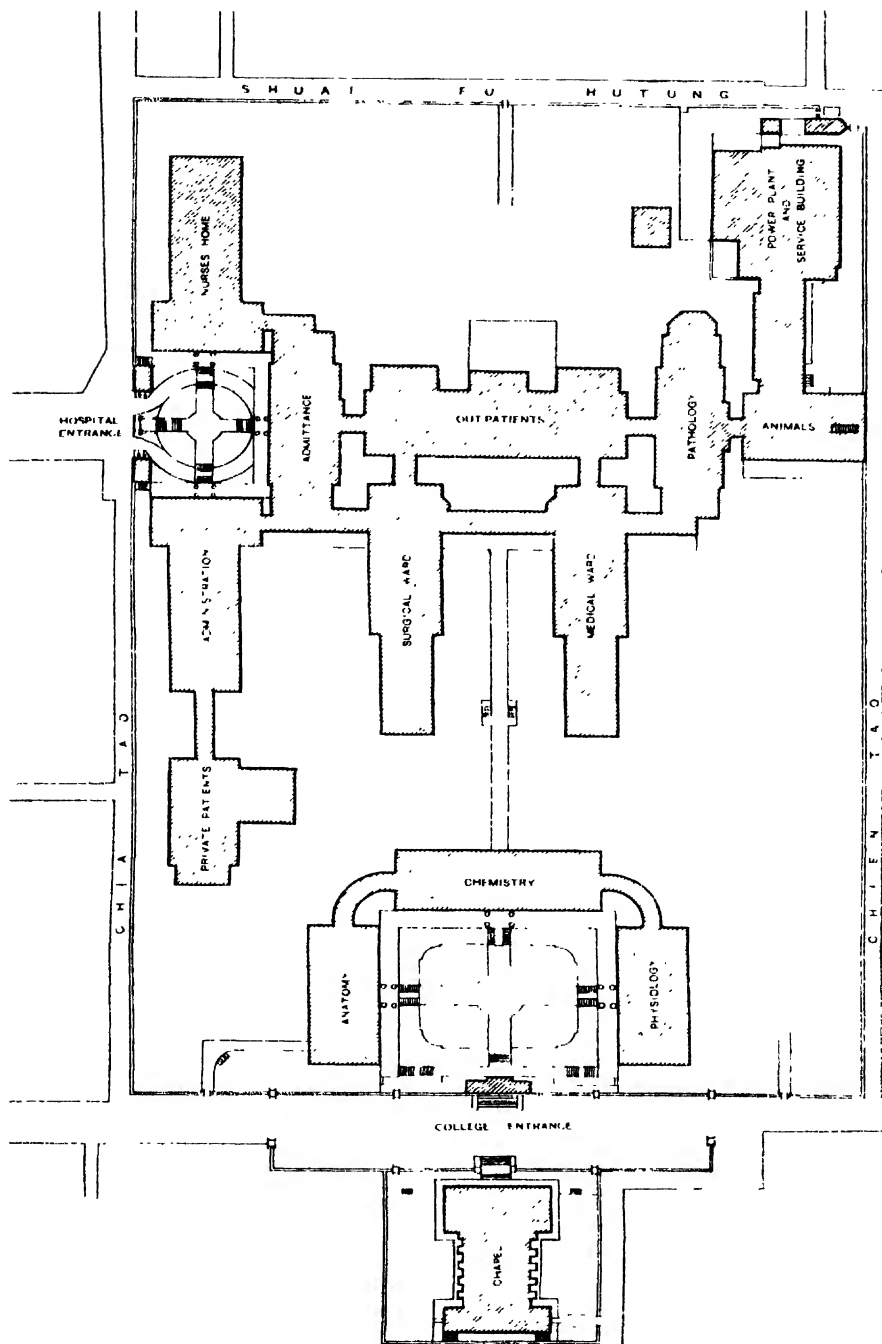 SHUAI FU HUTUNG
POWER PLANT
AND
SERVICE BUILDING
NURSES HOME
HOSPITAL
ENTRANCE
ADMITTANCE
OUT PATIENTS
PATHOLOGY
ANIMALS
ADMINISTRATION
SURGICAL WARD
MEDICAL WARD
CHIA TAO
CHIEN TAO
PRIVATE PATIENTS
CHEMISTRY
ANATOMY
PHYSIOLOGY
COLLEGE ENTRANCE
CHAPEL